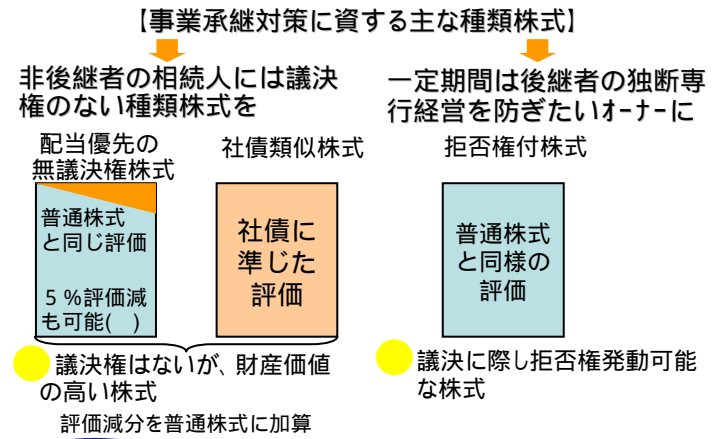 【事業承継対策に資する主な種類株式】
非後継者の相続人には議決
権のない種類株式を
配当優先の
無議決権株式
社債類似株式
普通株式
と同じ評価
５％評価減
も可能(　)
社債に
準じた
評価
議決権はないが、財産価値
の高い株式
評価減分を普通株式に加算
一定期間は後継者の独断専
行経営を防ぎたいｵｰﾅｰに
拒否権付株式
普通株式
と同様の
評価
議決に際し拒否権発動可能
な株式